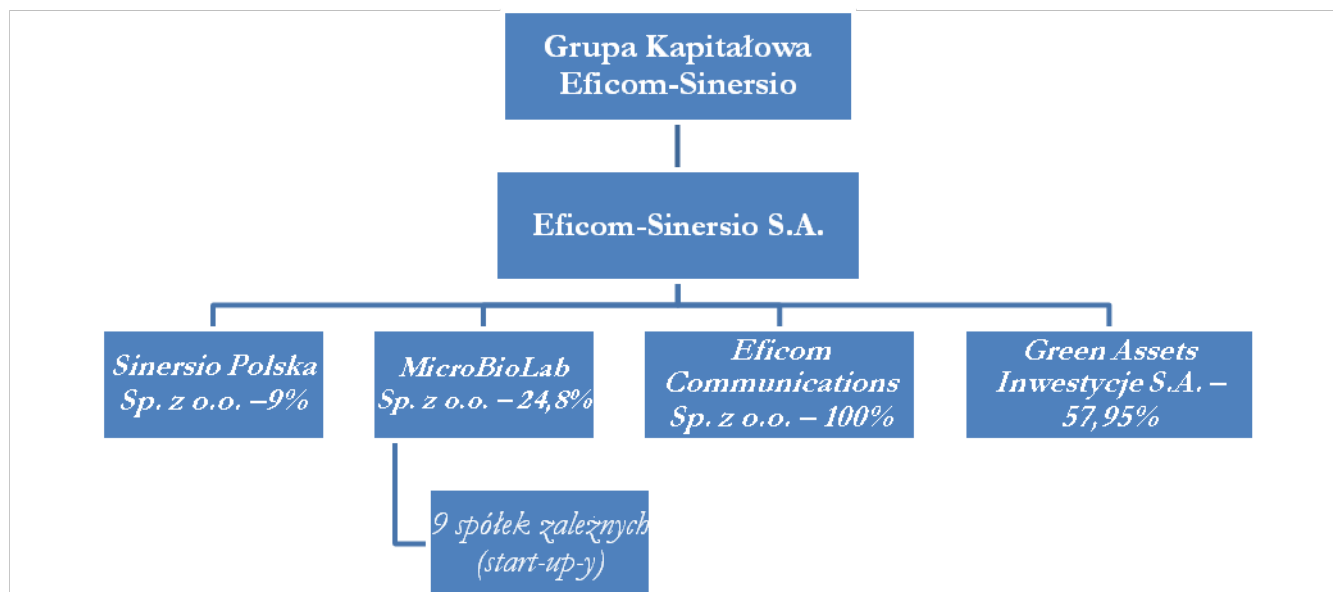 Grupa Kapitałowa
Eficom-Sinersio
Eficom-Sinersio S.A.
Sinersio Polska
Sp. z o.o. –9%
MicroBioLab
Sp. z o.o. – 24,8%
Eficom
Communications
Sp. z o.o. – 100%
Green Assets
Inwestycje S.A. –
57,95%
9 spółek zależnych
(start-up-y)